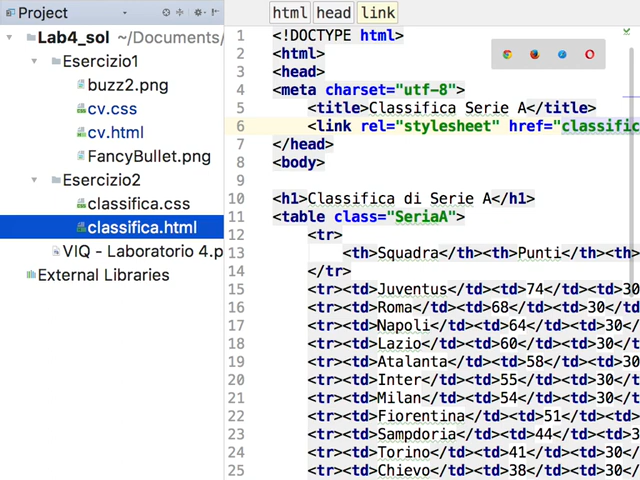 Project
html head link
Lab4_sol ~/Documents/
Esercizio1
buzz2.png
cv.css
cv.html
FancyBullet.png
Esercizio2
classifica.css
classifica.html
VIQ - Laboratorio 4.p
External Libraries
1 <!DOCTYPE html>
2 <html>
3 <head>
4 <meta charset="utf-8">
5 <title>Classifica Serie A</title>
6 <link rel="stylesheet" href="classific
7 </head>
8 <body>
9
10 <h1>Classifica di Serie A</h1>
11 <table class="SeriaA">
12 <tr>
13 <th>Squadra</th><th>Punti</th><th>
14 </tr>
15 <tr><td>Juventus</td><td>74</td><td>30
16 <tr><td>Roma</td><td>68</td><td>30</td
17 <tr><td>Napoli</td><td>64</td><td>30</
18 <tr><td>Lazio</td><td>60</td><td>30</t
19 <tr><td>Atalanta</td><td>58</td><td>30
20 <tr><td>Inter</td><td>55</td><td>30</t
21 <tr><td>Milan</td><td>54</td><td>30</t
22 <tr><td>Fiorentina</td><td>51</td><td>
23 <tr><td>Sampdoria</td><td>44</td><td>3
24 <tr><td>Torino</td><td>41</td><td>30</
25 <tr><td>Chievo</td><td>38</td><td>30</